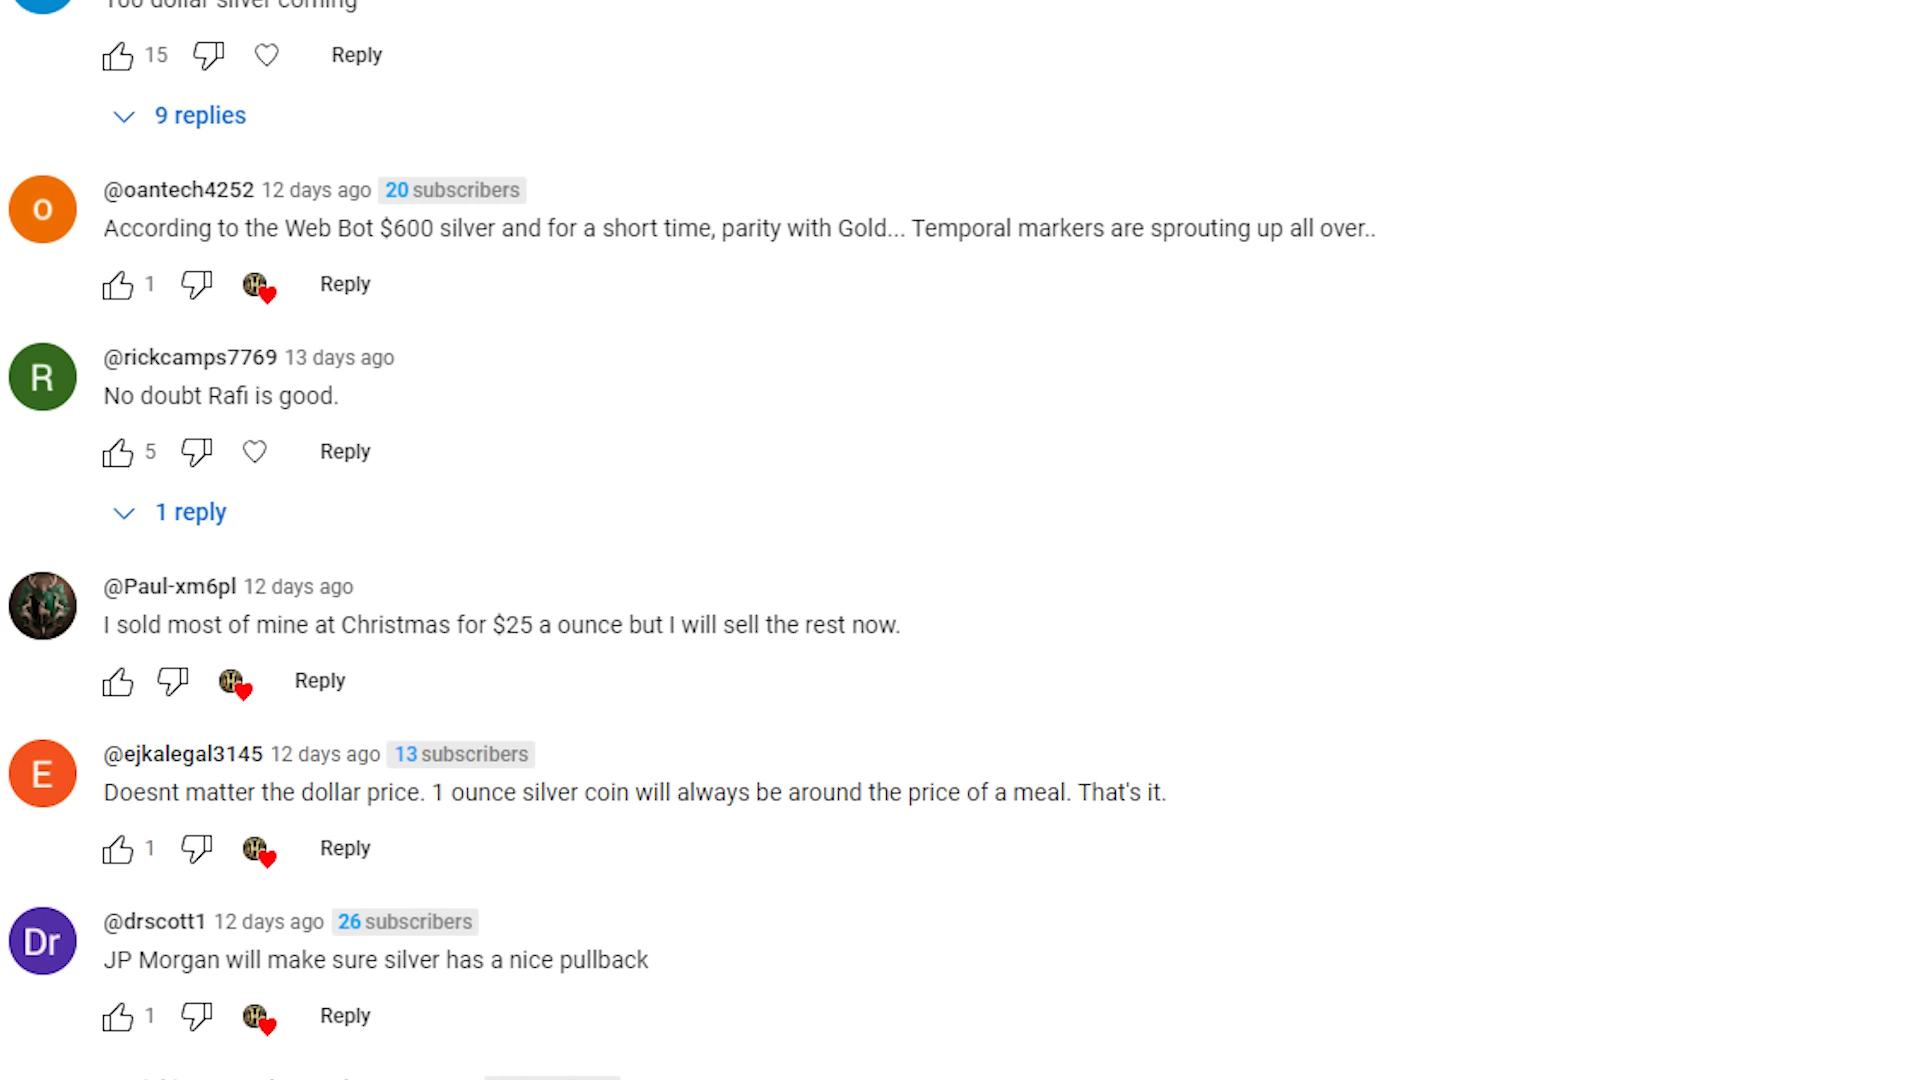 100 dollar silver coming
15 Reply
9 replies
@oantech4252 12 days ago 20 subscribers
O
According to the Web Bot $600 silver and for a short time, parity with Gold... Temporal markers are sprouting up all over..
1 Reply
@rickcamps7769 13 days ago
R
No doubt Rafi is good.
5 Reply
1 reply
@Paul-xm6pl 12 days ago
I sold most of mine at Christmas for $25 a ounce but I will sell the rest now.
Reply
@ejkalegal3145 12 days ago 13 subscribers
E
Doesnt matter the dollar price. 1 ounce silver coin will always be around the price of a meal. That's it.
1 Reply
@drscott1 12 days ago 26 subscribers
Dr
JP Morgan will make sure silver has a nice pullback
1 Reply